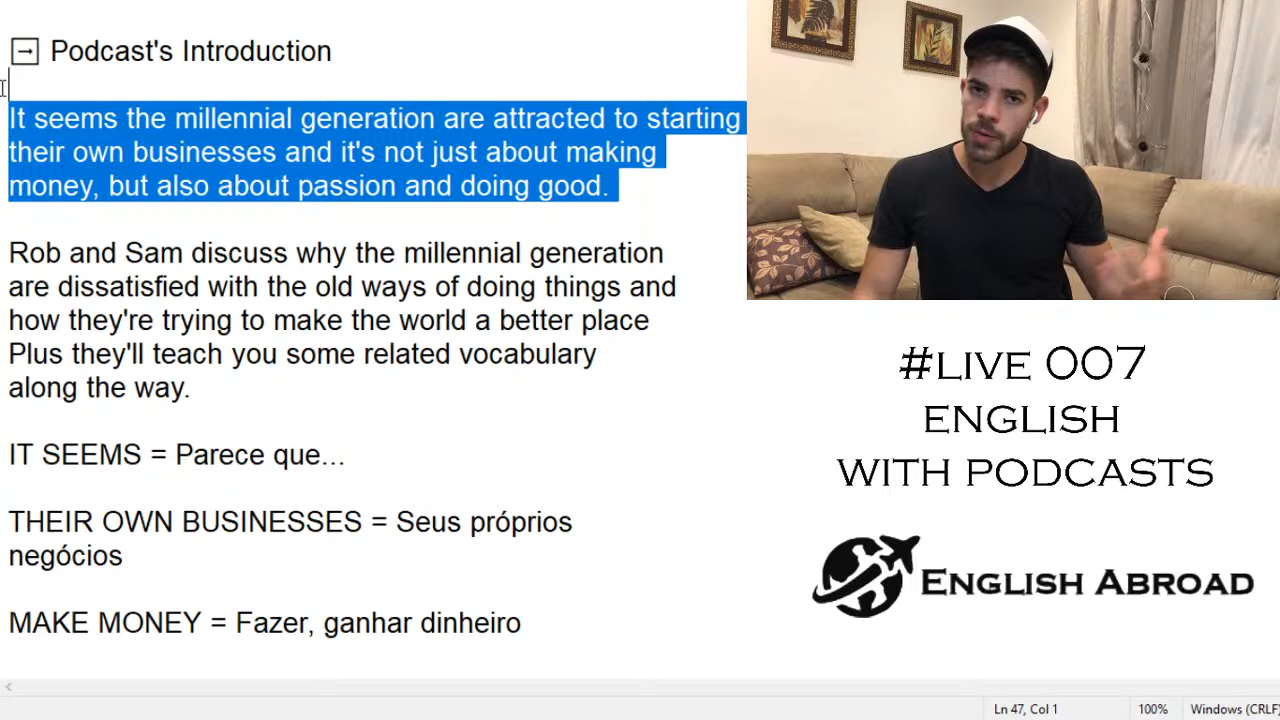 → Podcast's Introduction
It seems the millennial generation are attracted to starting
their own businesses and it's not just about making
money, but also about passion and doing good.
Rob and Sam discuss why the millennial generation
are dissatisfied with the old ways of doing things and
how they're trying to make the world a better place
Plus they'll teach you some related vocabulary
along the way.
IT SEEMS = Parece que...
THEIR OWN BUSINESSES = Seus próprios
negócios
MAKE MONEY = Fazer, ganhar dinheiro
#LIVE 007
ENGLISH
WITH PODCASTS
ENGLISH ABROAD
Ln 47, Col 1
100%
Windows (CRLF)